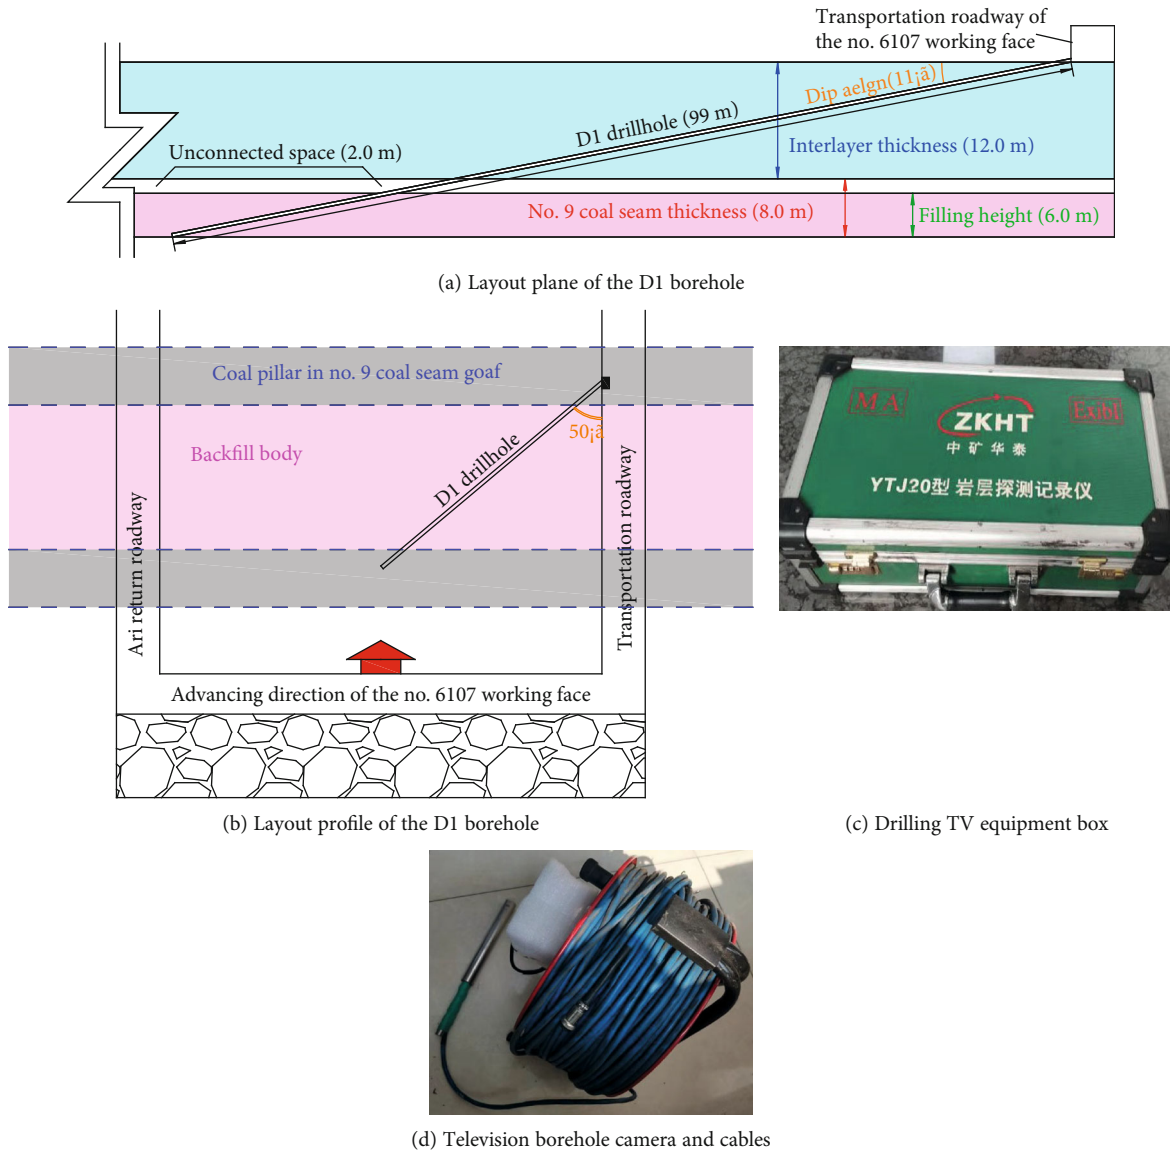 Transportation roadway of
the no. 6107 working face
Dip aelgn(11¡ã)
D1 drillhole (99 m)
Unconnected space (2.0 m)
Interlayer thickness (12.0 m)
No. 9 coal seam thickness (8.0 m)
Filling height (6.0 m)
(a) Layout plane of the D1 borehole
Coal pillar in no. 9 coal seam goaf
50¡ã
Backfill body
D1 drillhole
Ari return roadway
Transportation roadway
Advancing direction of the no. 6107 working face
(b) Layout profile of the D1 borehole
MA
ZKHT
ExibI
中矿华泰
YTJ20型 岩层探测记录仪
(c) Drilling TV equipment box
(d) Television borehole camera and cables